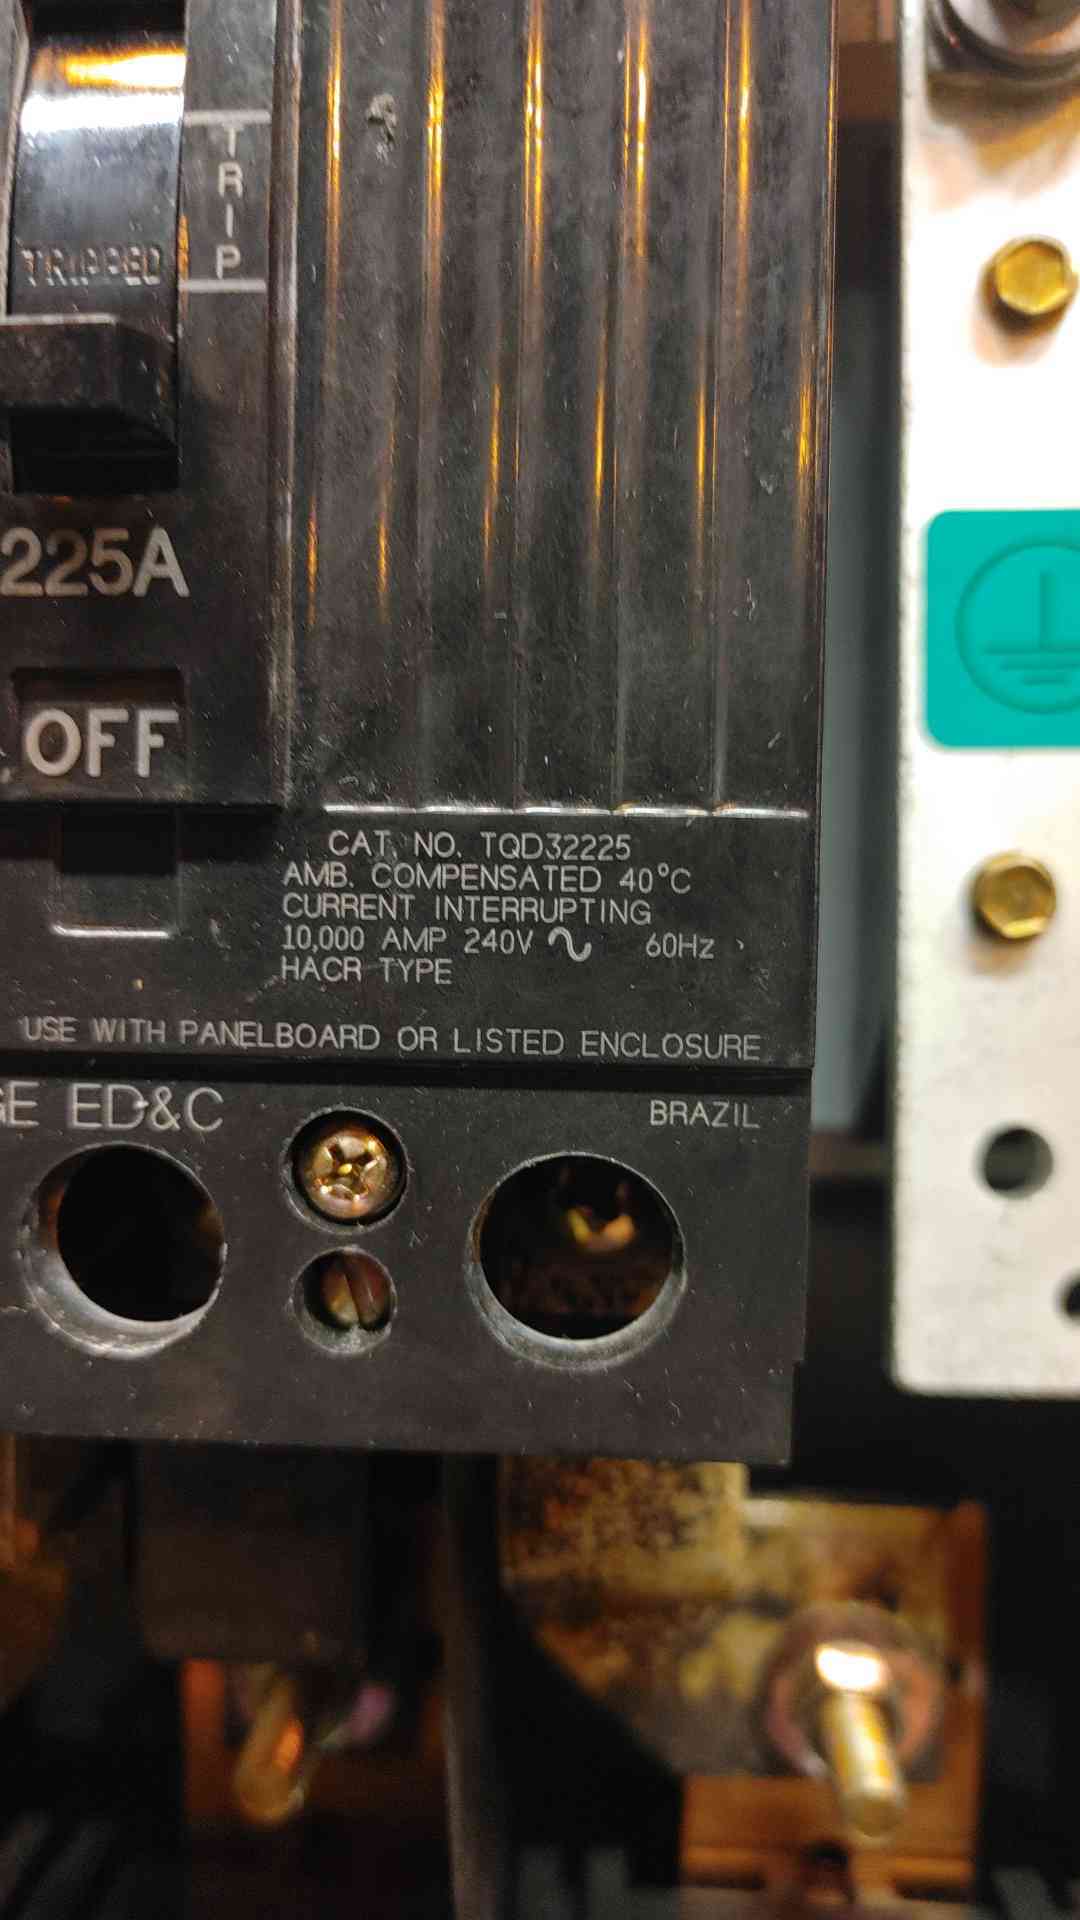 TRIP
TRIPPED
225A
OFF
CAT. NO. TQD32225
AMB. COMPENSATED 40°C
CURRENT INTERRUPTING
10,000 AMP 240V ∿ 60Hz
HACR TYPE
USE WITH PANELBOARD OR LISTED ENCLOSURE
GE ED&C
BRAZIL